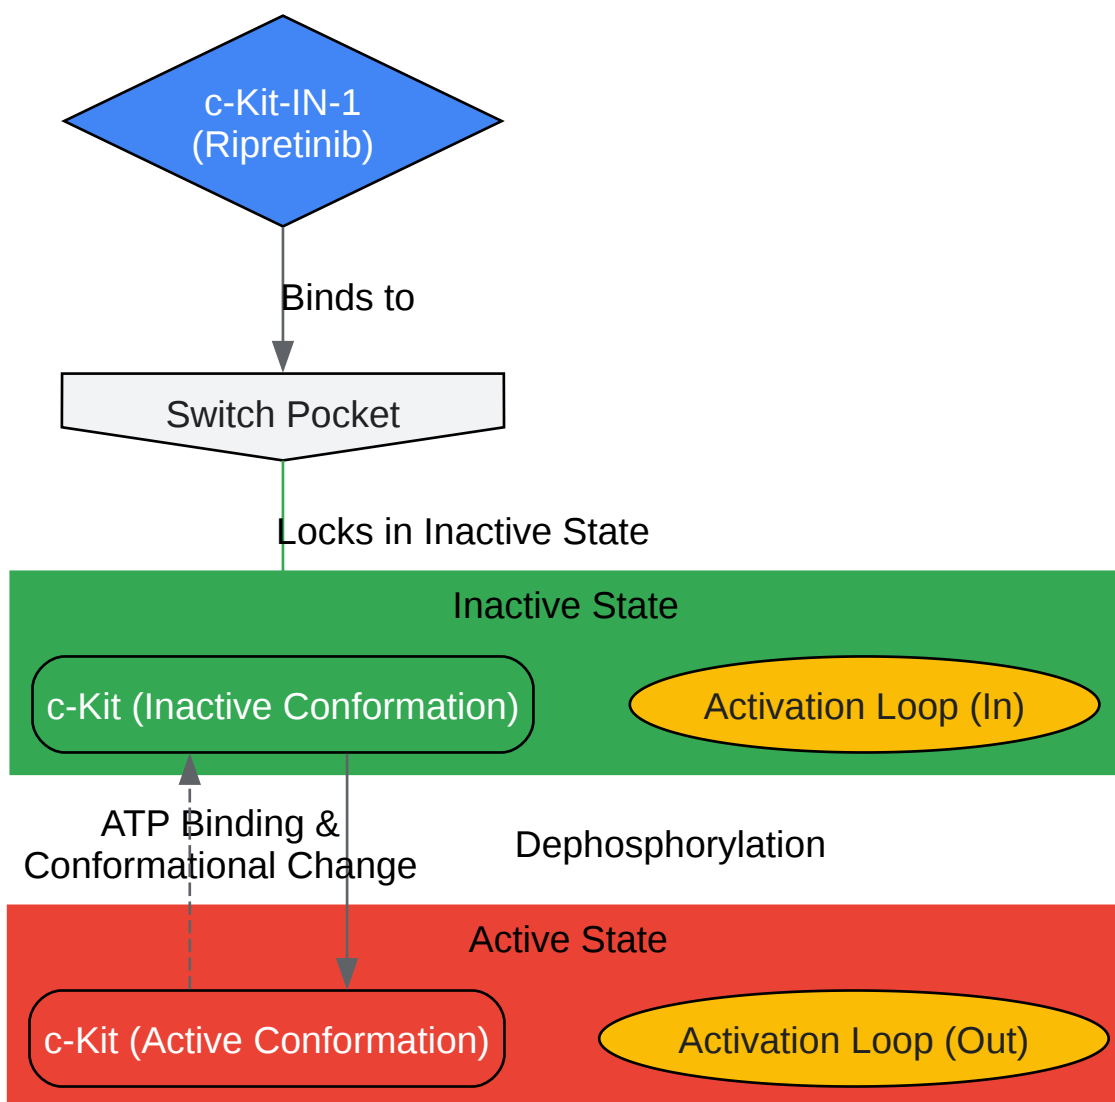 c-Kit-IN-1
(Ripretinib)
Binds to
Switch Pocket
Locks in Inactive State
Inactive State
c-Kit (Inactive Conformation)
Activation Loop (In)
ATP Binding &
Conformational Change
Dephosphorylation
Active State
c-Kit (Active Conformation)
Activation Loop (Out)